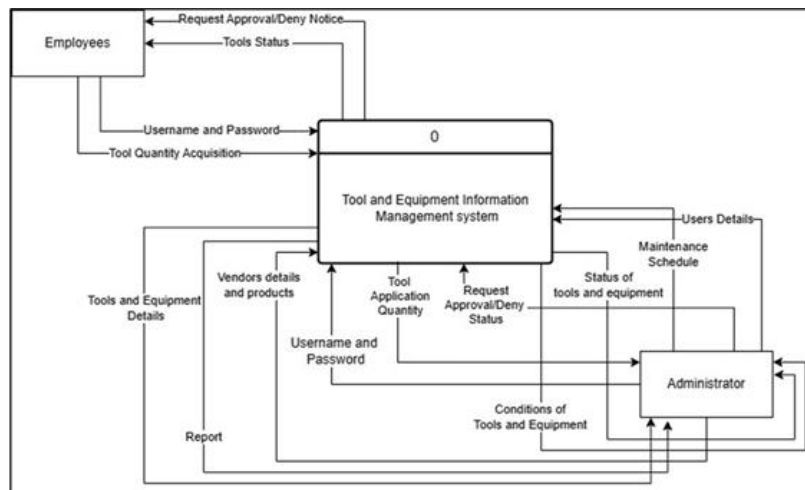 Request Approval/Deny Notice
Employees
Tools Status
Username and Password
0
Tool Quantity Acquisition
Tool and Equipment Information
Management system
Users Details
Maintenance
Schedule
Vendors details
and products
Tool
Application
Quantity
Request
Approval/Deny
Status
Status of
tools and equipment
Tools and Equipment
Details
Username and
Password
Administrator
Conditions of
Tools and Equipment
Report